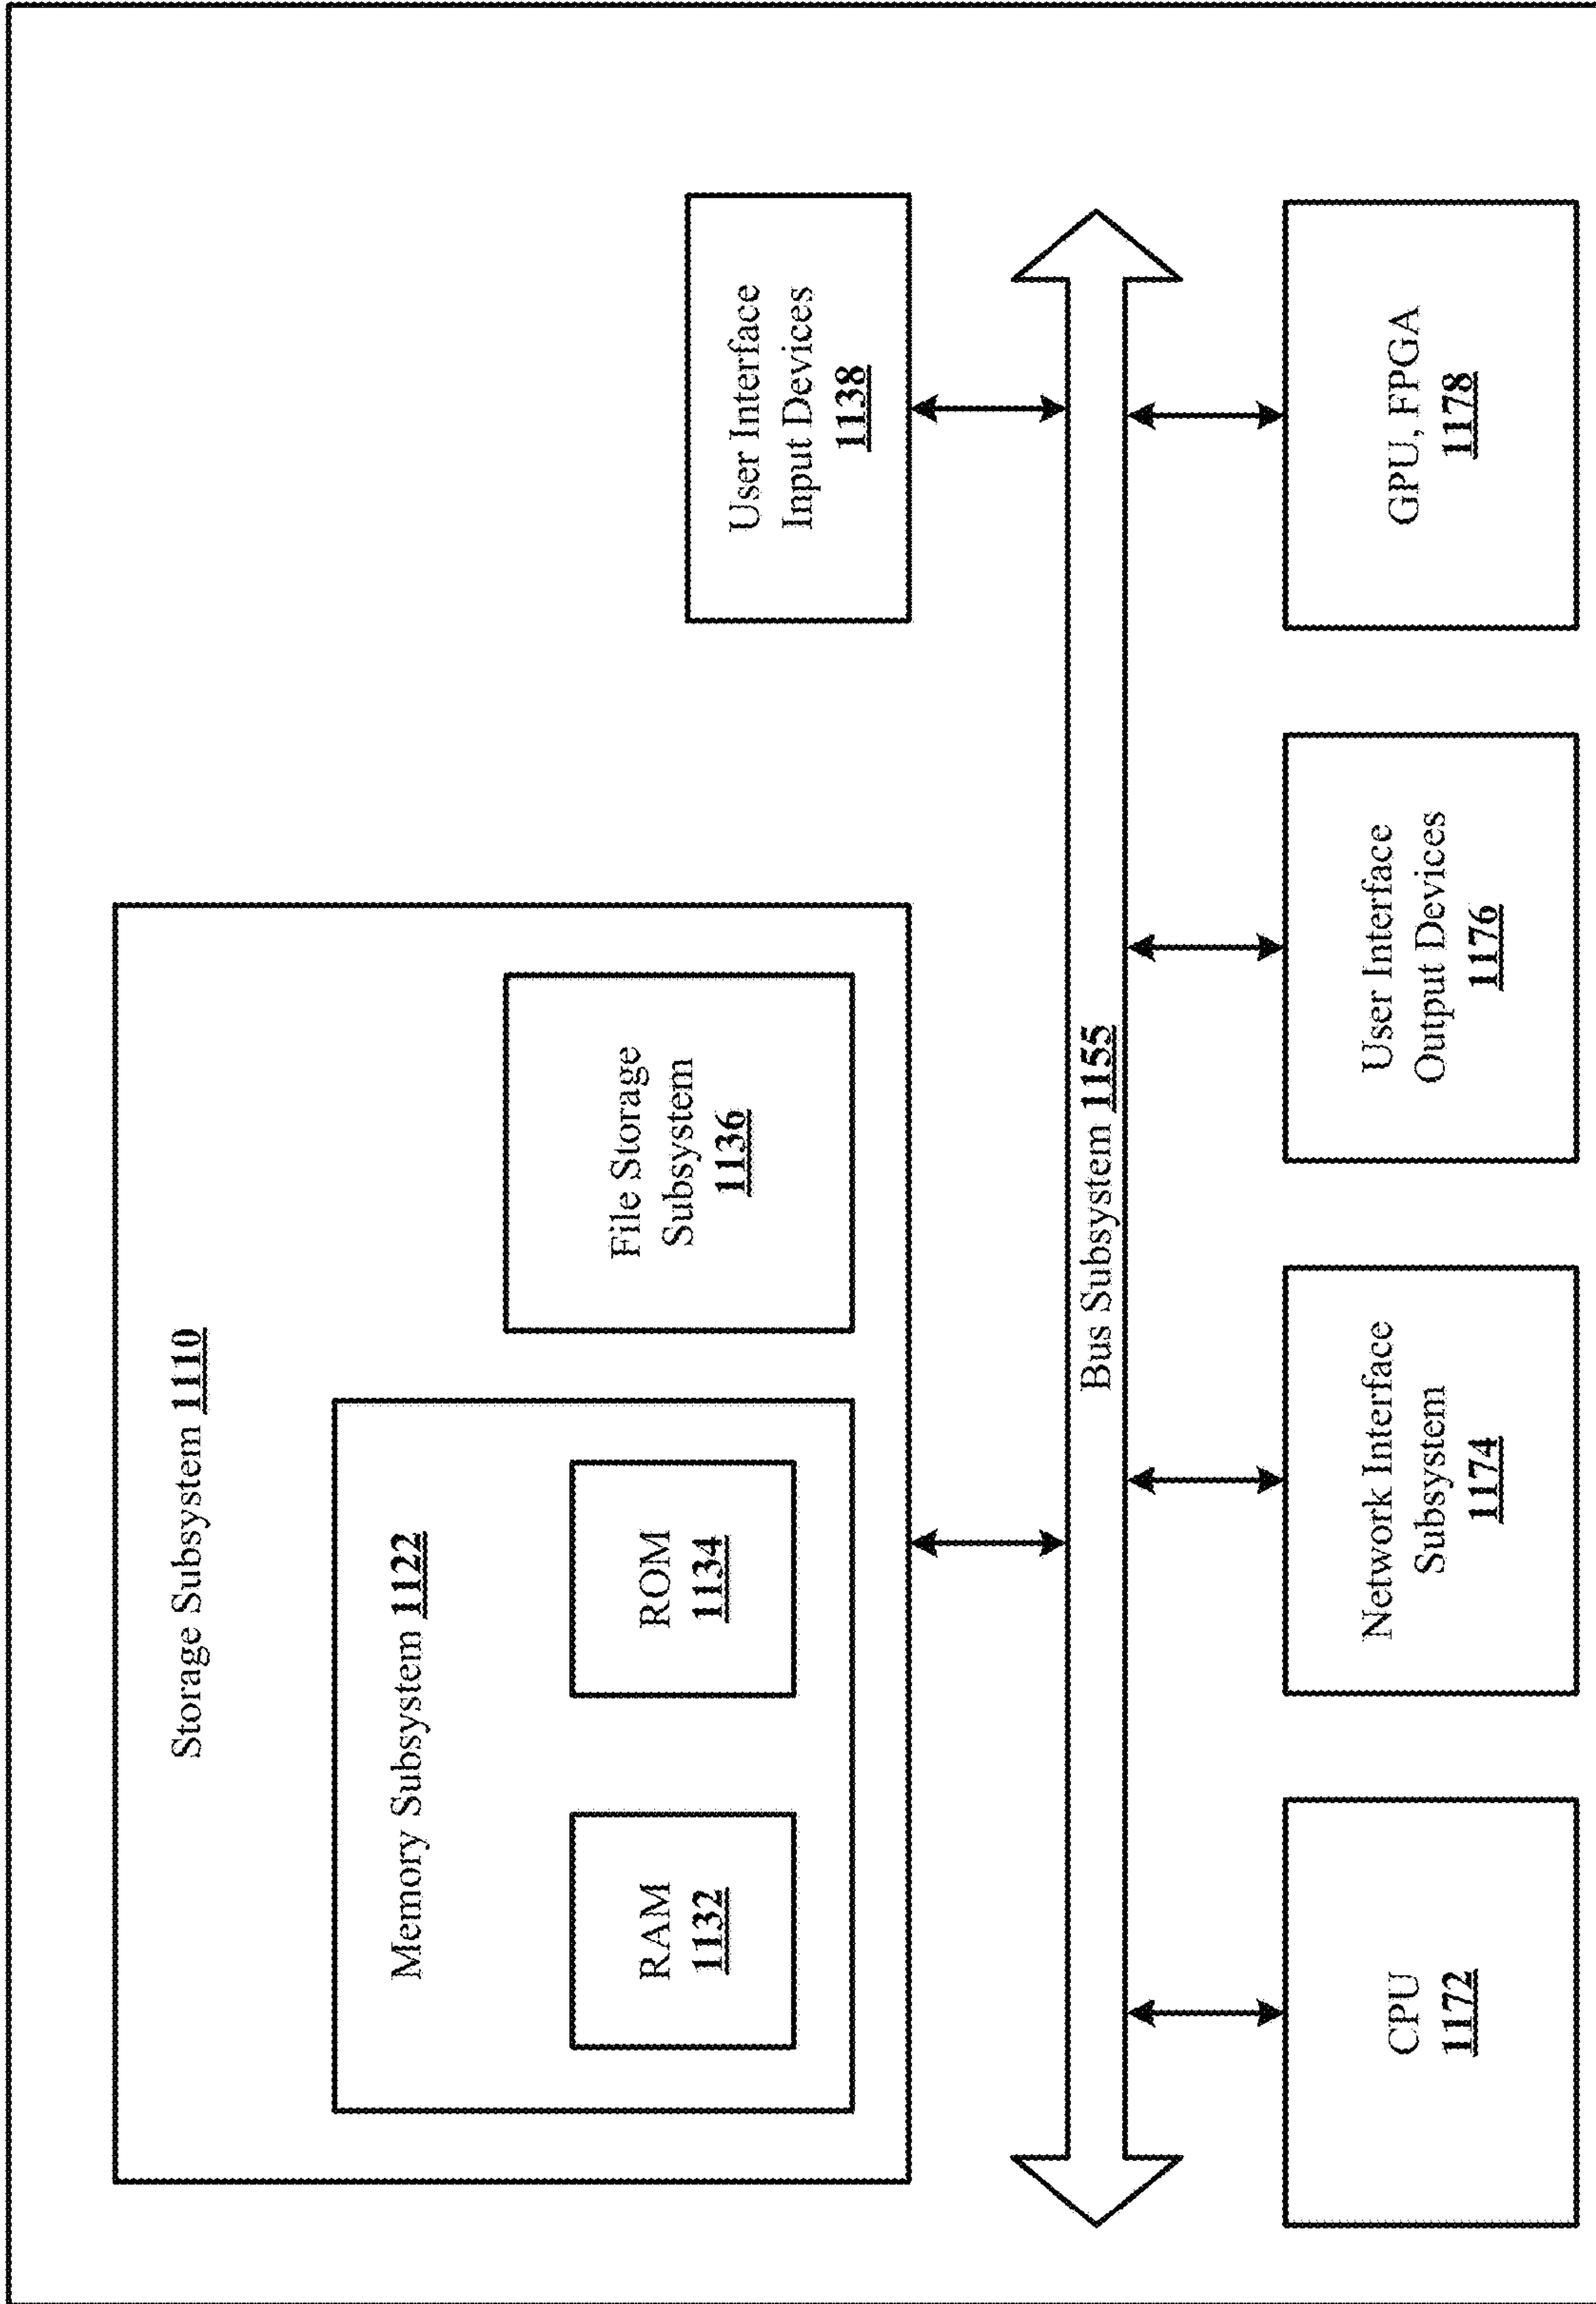 Storage Subsystem 1110
Memory Subsystem 1122
RAM
1132
ROM
1134
File Storage
Subsystem
1136
User Interface
Input Devices
1138
Bus Subsystem 1155
CPU
1172
Network Interface
Subsystem
1174
User Interface
Output Devices
1176
GPU, FPGA
1178